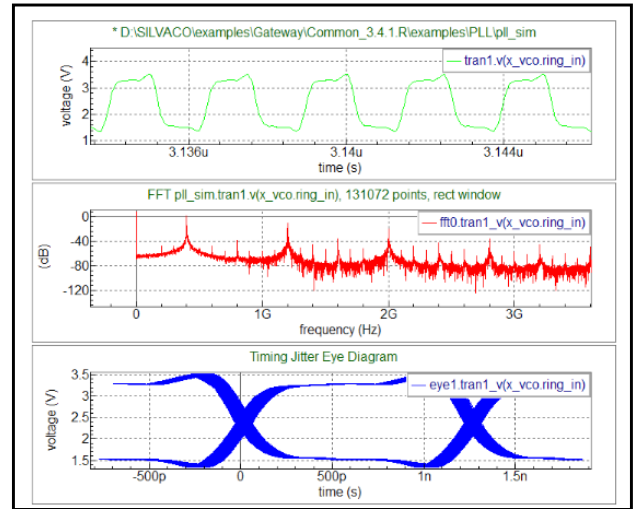 * D:\SILVACO\examples\Gateway\Common_3.4.1.R\examples\PLL\pll_sim
tran1.v(x_vco.ring_in)
voltage (V)
4
3
2
1
3.136u
3.14u
3.144u
time (s)
FFT pll_sim.tran1.v(x_vco.ring_in), 131072 points, rect window
fft0.tran1_v(x_vco.ring_in)
(dB)
0
-40
-80
-120
0
1G
2G
3G
frequency (Hz)
Timing Jitter Eye Diagram
eye1.tran1_v(x_vco.ring_in)
voltage (V)
3.5
3
2.5
2
1.5
-500p
0
500p
1n
1.5n
time (s)